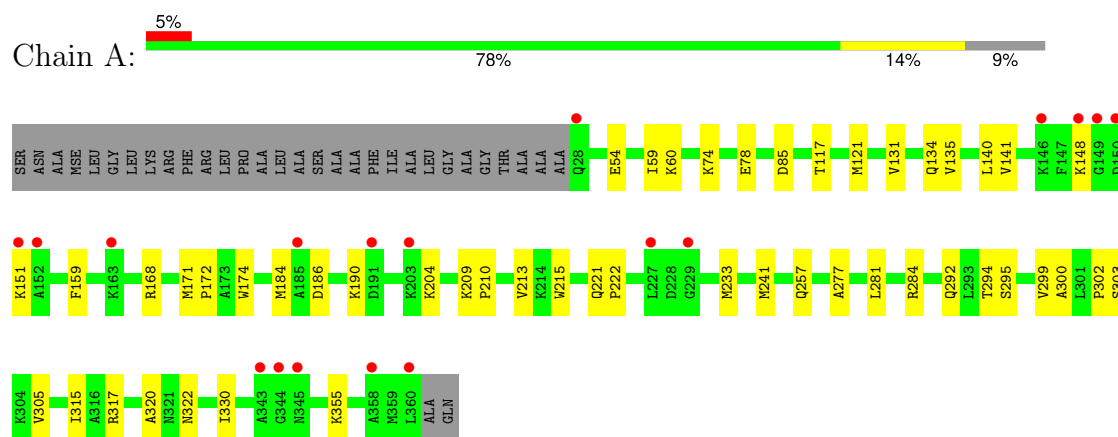 5%
Chain A:
78% 14% 9%
SER ASN ALA MSE LEU GLY LEU LEU LYS ARG PHE ARG LEU PRO ALA LEU ALA SER ALA ALA PHE ILE ALA LEU GLY ALA GLY THR ALA ALA ALA Q28 E54 I59 K60 K74 E78 D85 T117 M121 V131 Q134 V135 L140 V141 K146 F147 K148 G149 D150
K151 A152 F159 K163 R168 M171 P172 A173 W174 M184 A185 D186 K190 D191 K203 K204 K209 P210 V213 K214 W215 Q221 P222 L227 D228 G229 M233 M241 Q257 A277 L281 R284 Q292 L293 T294 S295 V299 A300 L301 P302 S303
K304 V305 I315 A316 R317 A320 N321 N322 I330 A343 G344 N345 K355 A358 M359 L360 ALA GLN